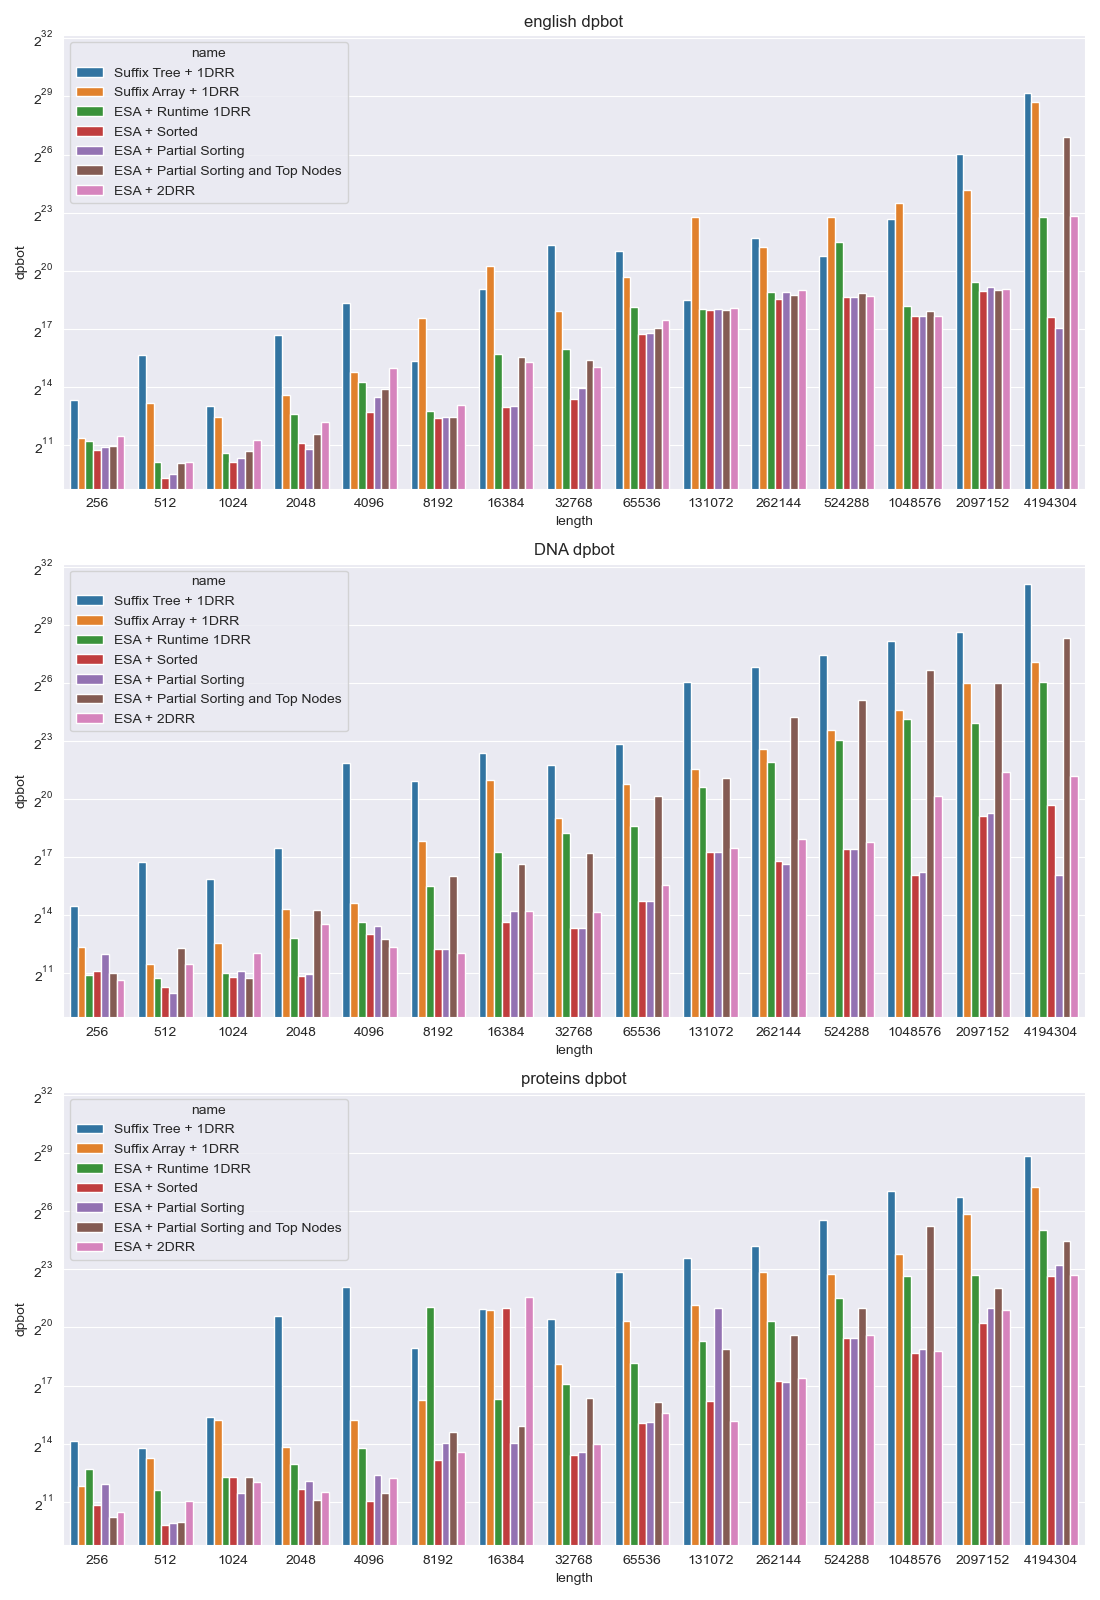 english dpbot
2^32
2^29
2^26
2^23
2^20
2^17
2^14
2^11
dpbot
name
Suffix Tree + 1DRR
Suffix Array + 1DRR
ESA + Runtime 1DRR
ESA + Sorted
ESA + Partial Sorting
ESA + Partial Sorting and Top Nodes
ESA + 2DRR
256 512 1024 2048 4096 8192 16384 32768 65536 131072 262144 524288 1048576 2097152 4194304
length
DNA dpbot
2^32
2^29
2^26
2^23
2^20
2^17
2^14
2^11
dpbot
name
Suffix Tree + 1DRR
Suffix Array + 1DRR
ESA + Runtime 1DRR
ESA + Sorted
ESA + Partial Sorting
ESA + Partial Sorting and Top Nodes
ESA + 2DRR
256 512 1024 2048 4096 8192 16384 32768 65536 131072 262144 524288 1048576 2097152 4194304
length
proteins dpbot
2^32
2^29
2^26
2^23
2^20
2^17
2^14
2^11
dpbot
name
Suffix Tree + 1DRR
Suffix Array + 1DRR
ESA + Runtime 1DRR
ESA + Sorted
ESA + Partial Sorting
ESA + Partial Sorting and Top Nodes
ESA + 2DRR
256 512 1024 2048 4096 8192 16384 32768 65536 131072 262144 524288 1048576 2097152 4194304
length